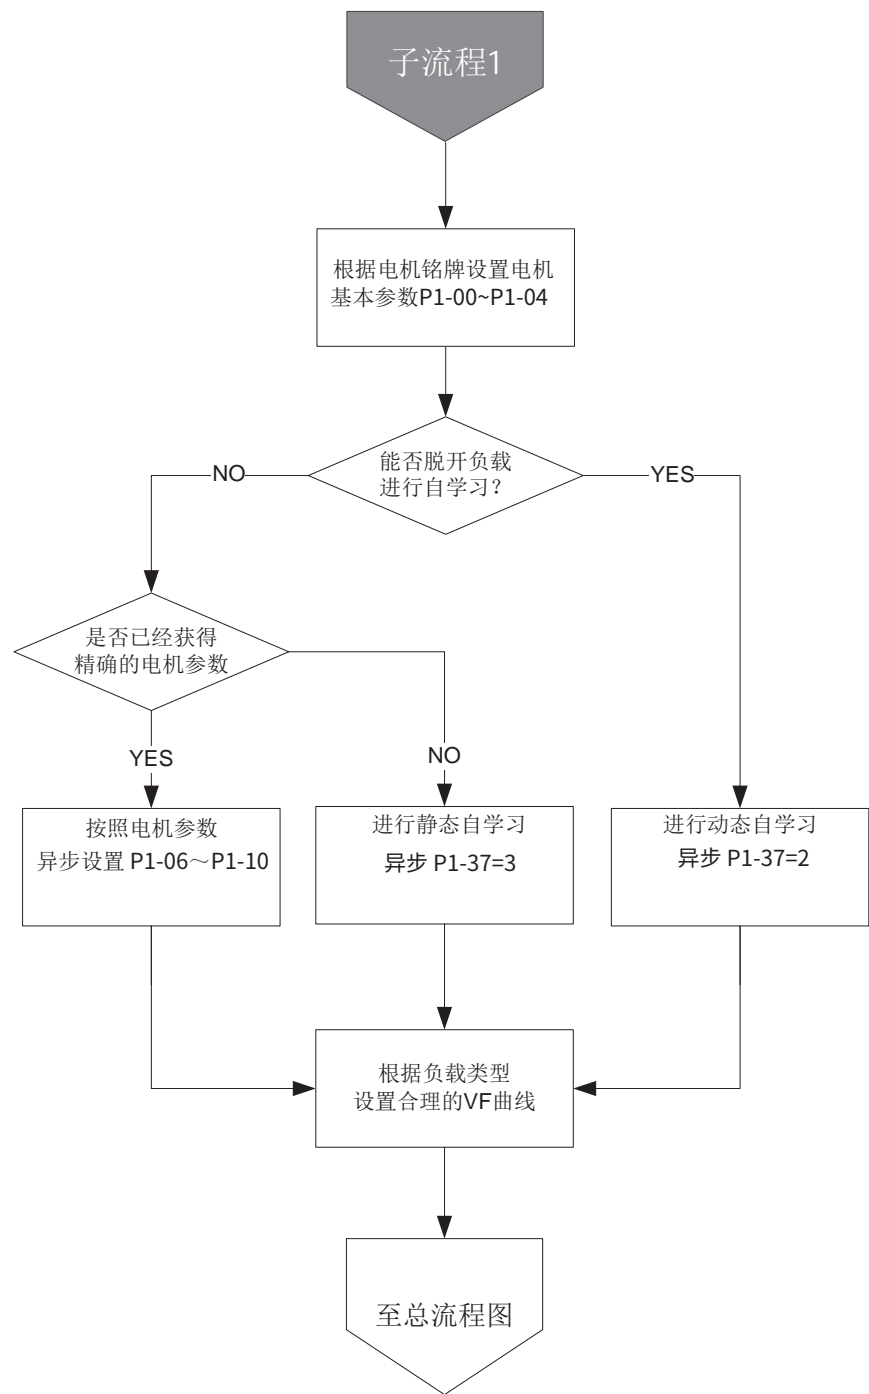 子流程1
根据电机铭牌设置电机
基本参数P1-00~P1-04
能否脱开负载
进行自学习?
NO
YES
是否已经获得
精确的电机参数
YES
NO
按照电机参数
异步设置 P1-06～P1-10
进行静态自学习
异步 P1-37=3
进行动态自学习
异步 P1-37=2
根据负载类型
设置合理的VF曲线
至总流程图